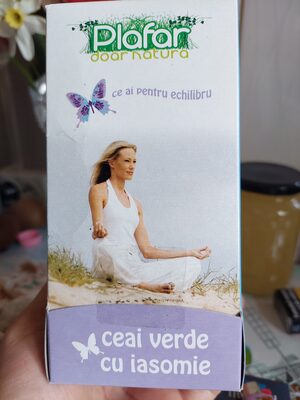 Plafar
doar natura
ce ai pentru echilibru
ceai verde
cu iasomie